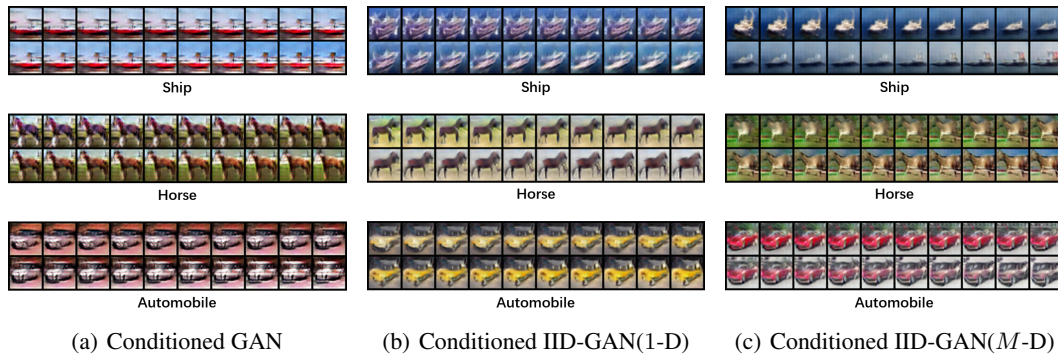 Ship Ship Ship
Horse Horse Horse
Automobile Automobile Automobile
(a) Conditioned GAN (b) Conditioned IID-GAN(1-D) (c) Conditioned IID-GAN(M-D)